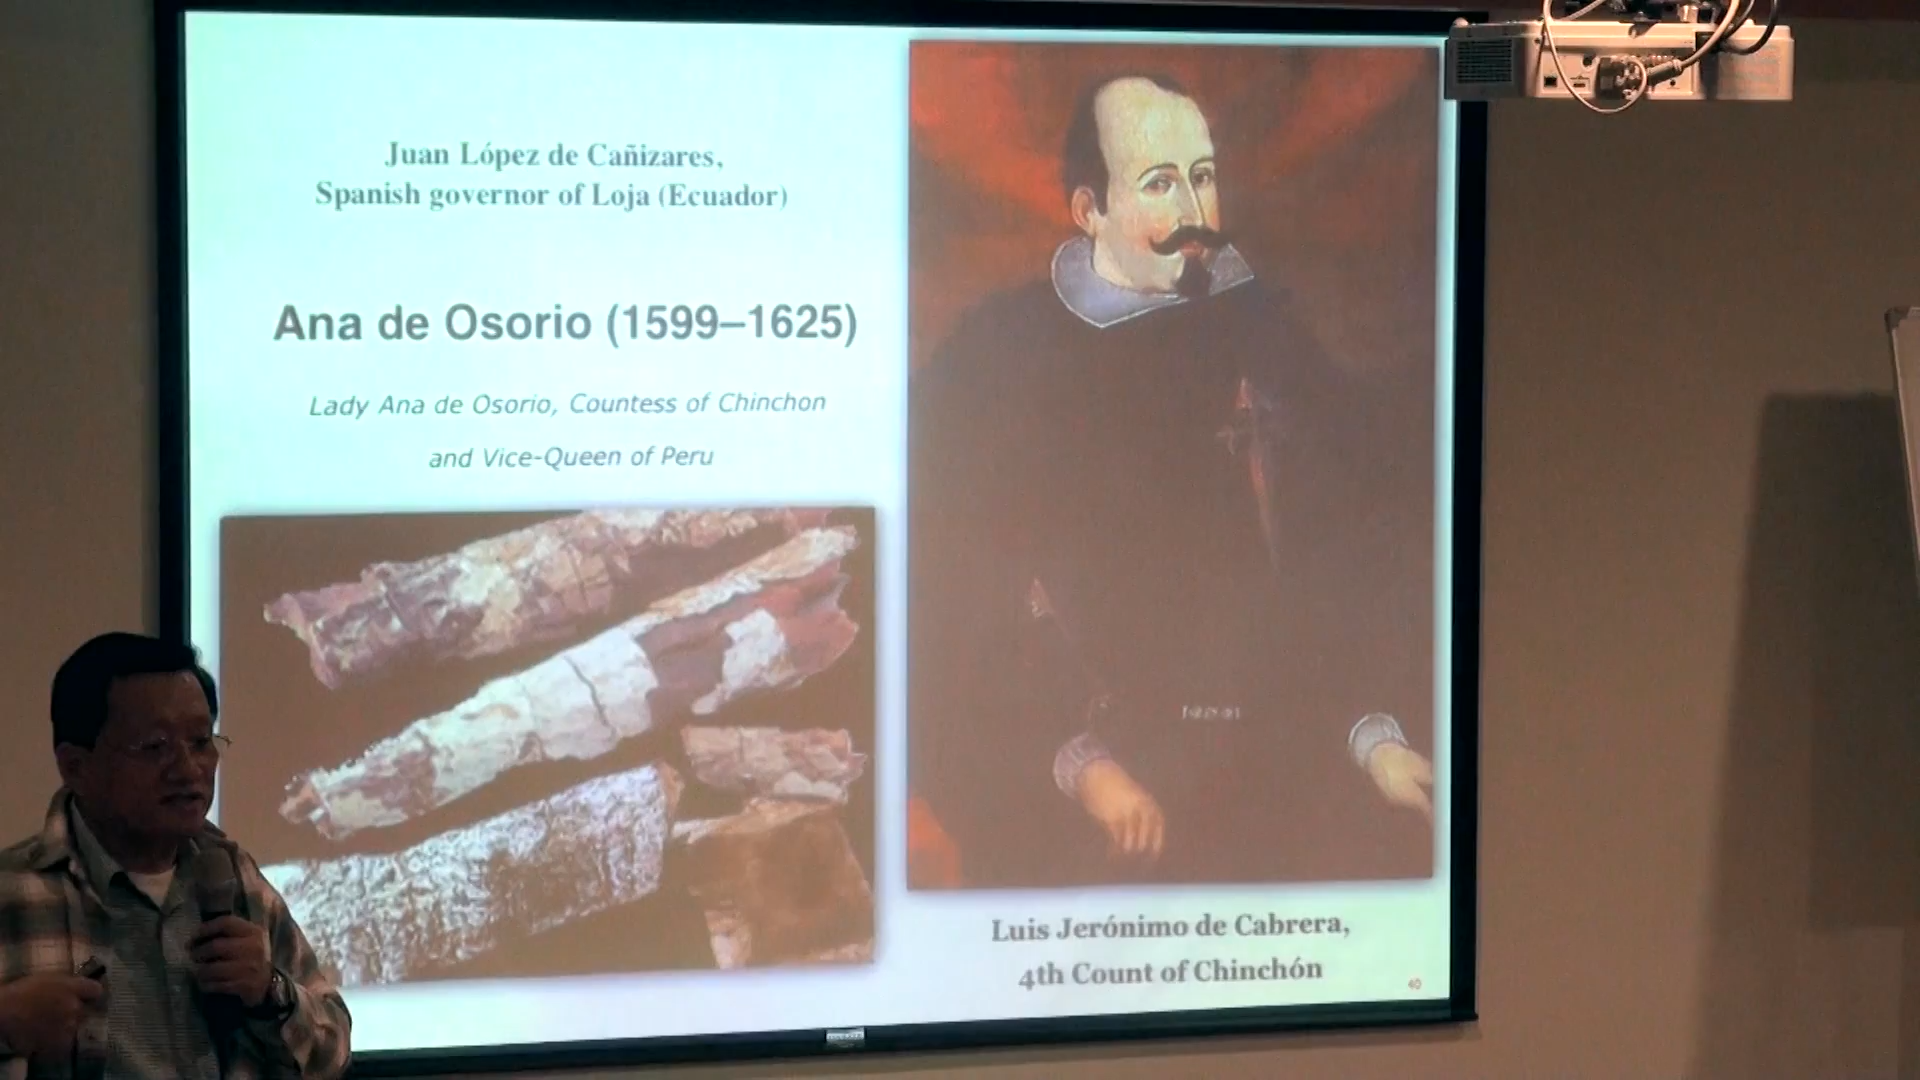 Juan López de Cañizares,
Spanish governor of Loja (Ecuador)
Ana de Osorio (1599–1625)
Lady Ana de Osorio, Countess of Chinchon
and Vice-Queen of Peru
Luis Jerónimo de Cabrera,
4th Count of Chinchón
40